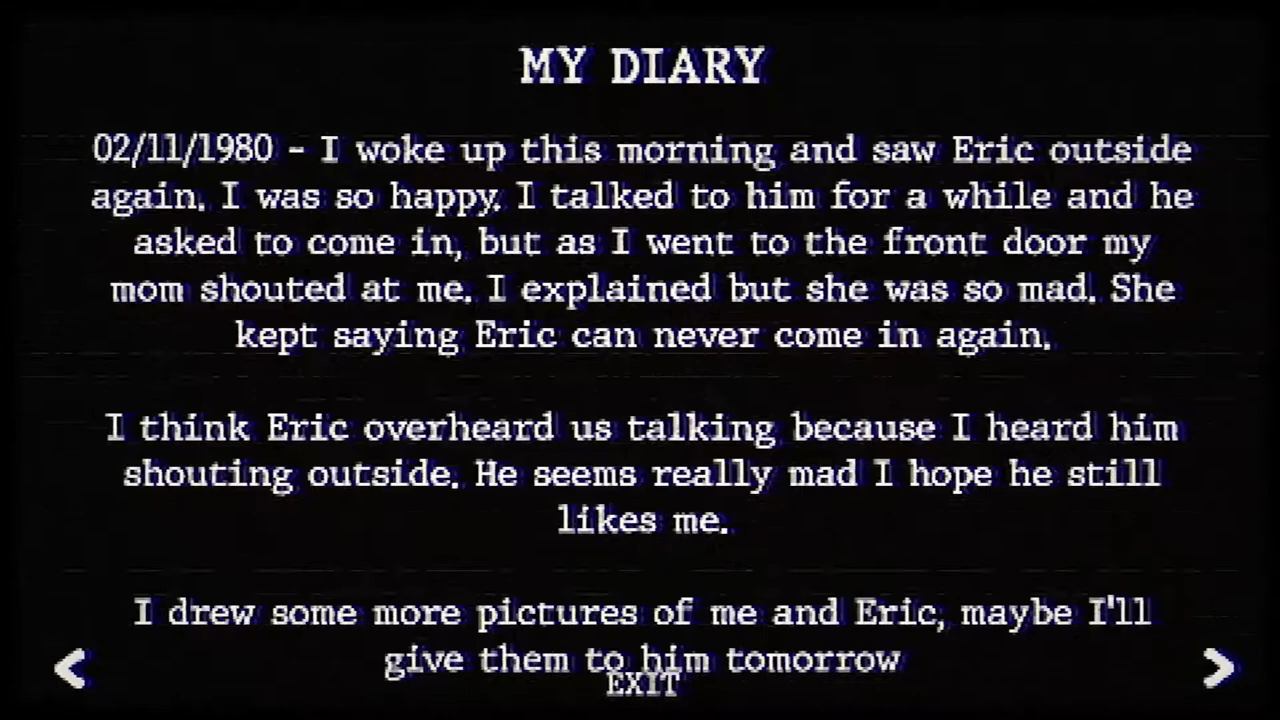 MY DIARY
02/11/1980 - I woke up this morning and saw Eric outside
again. I was so happy. I talked to him for a while and he
asked to come in, but as I went to the front door my
mom shouted at me. I explained but she was so mad. She
kept saying Eric can never come in again.
I think Eric overheard us talking because I heard him
shouting outside. He seems really mad I hope he still
likes me.
I drew some more pictures of me and Eric, maybe I'll
give them to him tomorrow
< >
EXIT